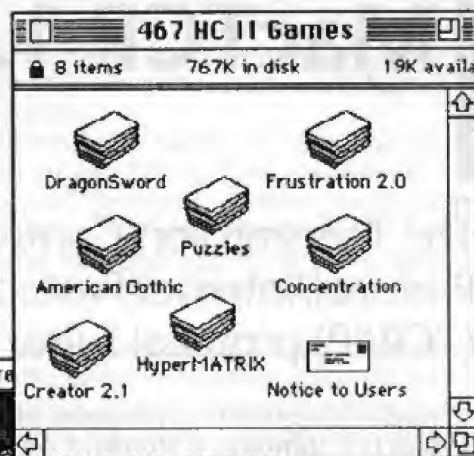 467 HC II Games
8 items 767K in disk 19K availa
DragonSword Frustration 2.0
Puzzles
American Gothic Concentration
HyperMATRIX
Creator 2.1 Notice to Users
re